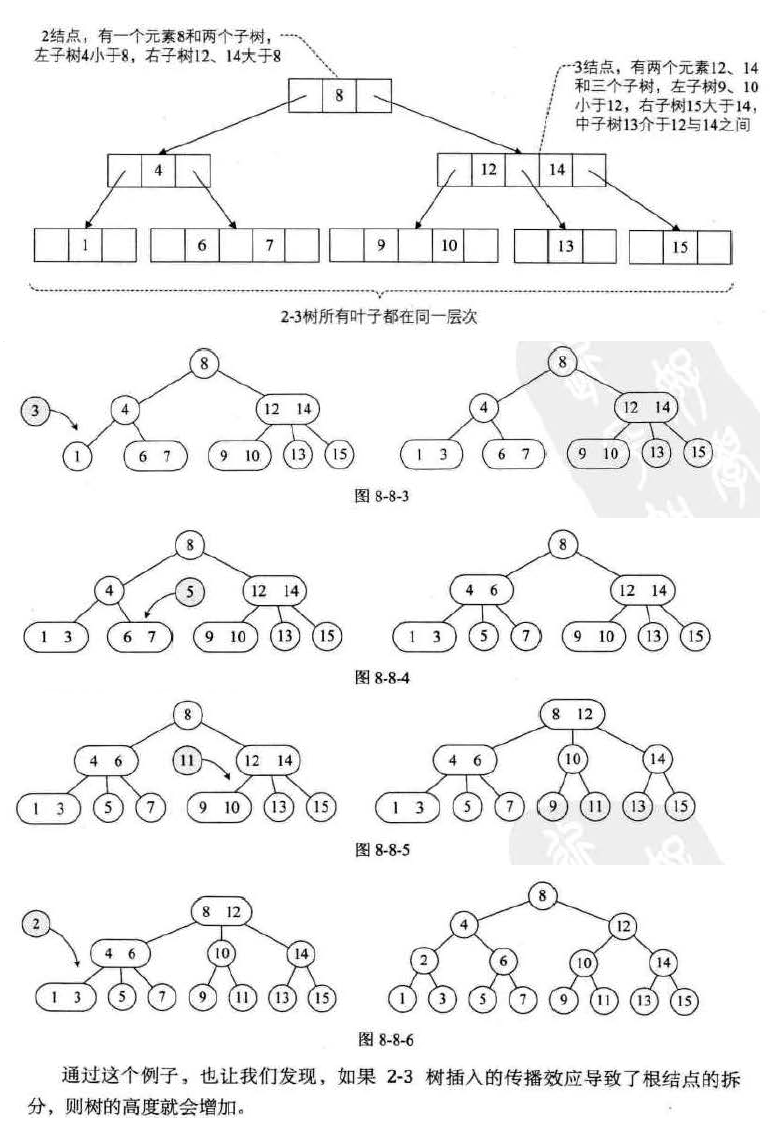 2结点，有一个元素8和两个子树，
左子树4小于8，右子树12、14大于8
3结点，有两个元素12、14
和三个子树，左子树9、10
小于12，右子树15大于14，
中子树13介于12与14之间
8
4 12 14
1 6 7 9 10 13 15
2-3树所有叶子都在同一层次
8 8
3 4 12 14 4 12 14
1 6 7 9 10 13 15 1 3 6 7 9 10 13 15
图 8-8-3
8 8
4 5 12 14 4 6 12 14
1 3 6 7 9 10 13 15 1 3 5 7 9 10 13 15
图 8-8-4
8 8 12
4 6 11 12 14 4 6 10 14
1 3 5 7 9 10 13 15 1 3 5 7 9 11 13 15
图 8-8-5
8 12 8
2 4 12
4 6 10 14 2 6 10 14
1 3 5 7 9 11 13 15 1 3 5 7 9 11 13 15
图 8-8-6
通过这个例子，也让我们发现，如果 2-3 树插入的传播效应导致了根结点的拆
分，则树的高度就会增加。